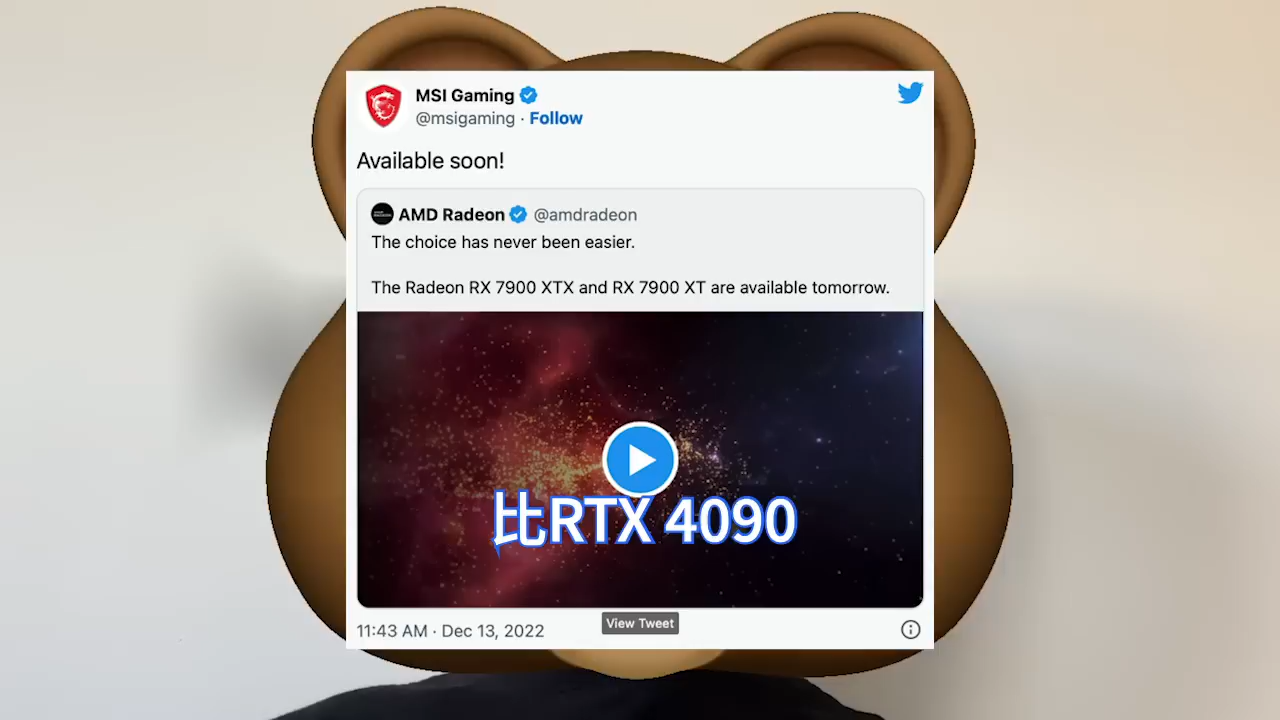 MSI Gaming
@msigaming · Follow
Available soon!
AMD Radeon @amdradeon
The choice has never been easier.
The Radeon RX 7900 XTX and RX 7900 XT are available tomorrow.
比RTX 4090
View Tweet
11:43 AM · Dec 13, 2022